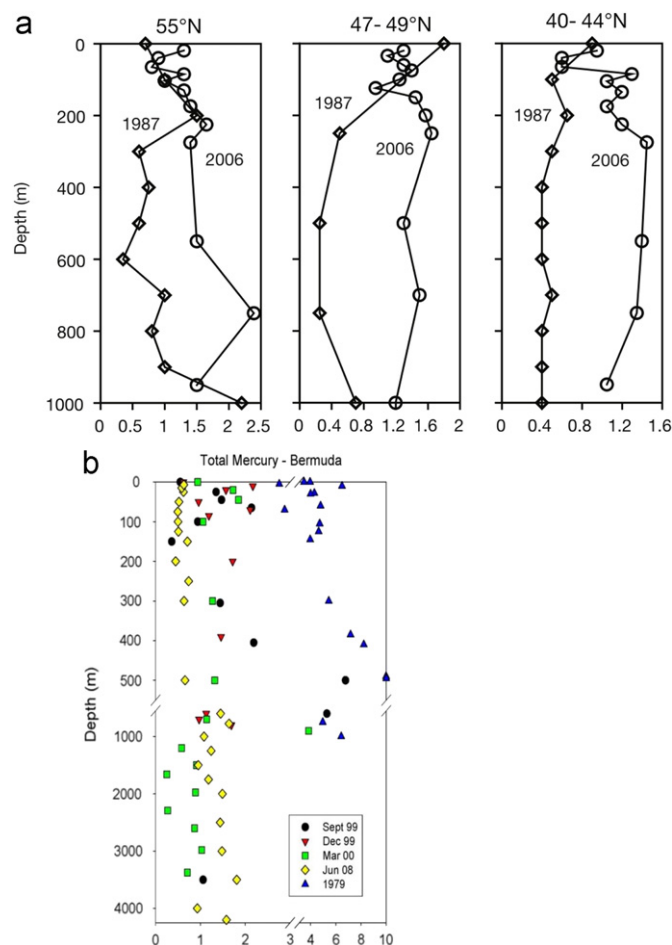 a
55°N
47- 49°N
40- 44°N
0
200
400
600
800
1000
Depth (m)
1987
2006
1987
2006
1987
2006
0 0.5 1 1.5 2 2.5
0 0.4 0.8 1.2 1.6 2
0 0.4 0.8 1.2 1.6
b
Total Mercury - Bermuda
0
100
200
300
400
500
1000
2000
3000
4000
Depth (m)
Sept 99
Dec 99
Mar 00
Jun 08
1979
0 1 2 3 4 6 8 10